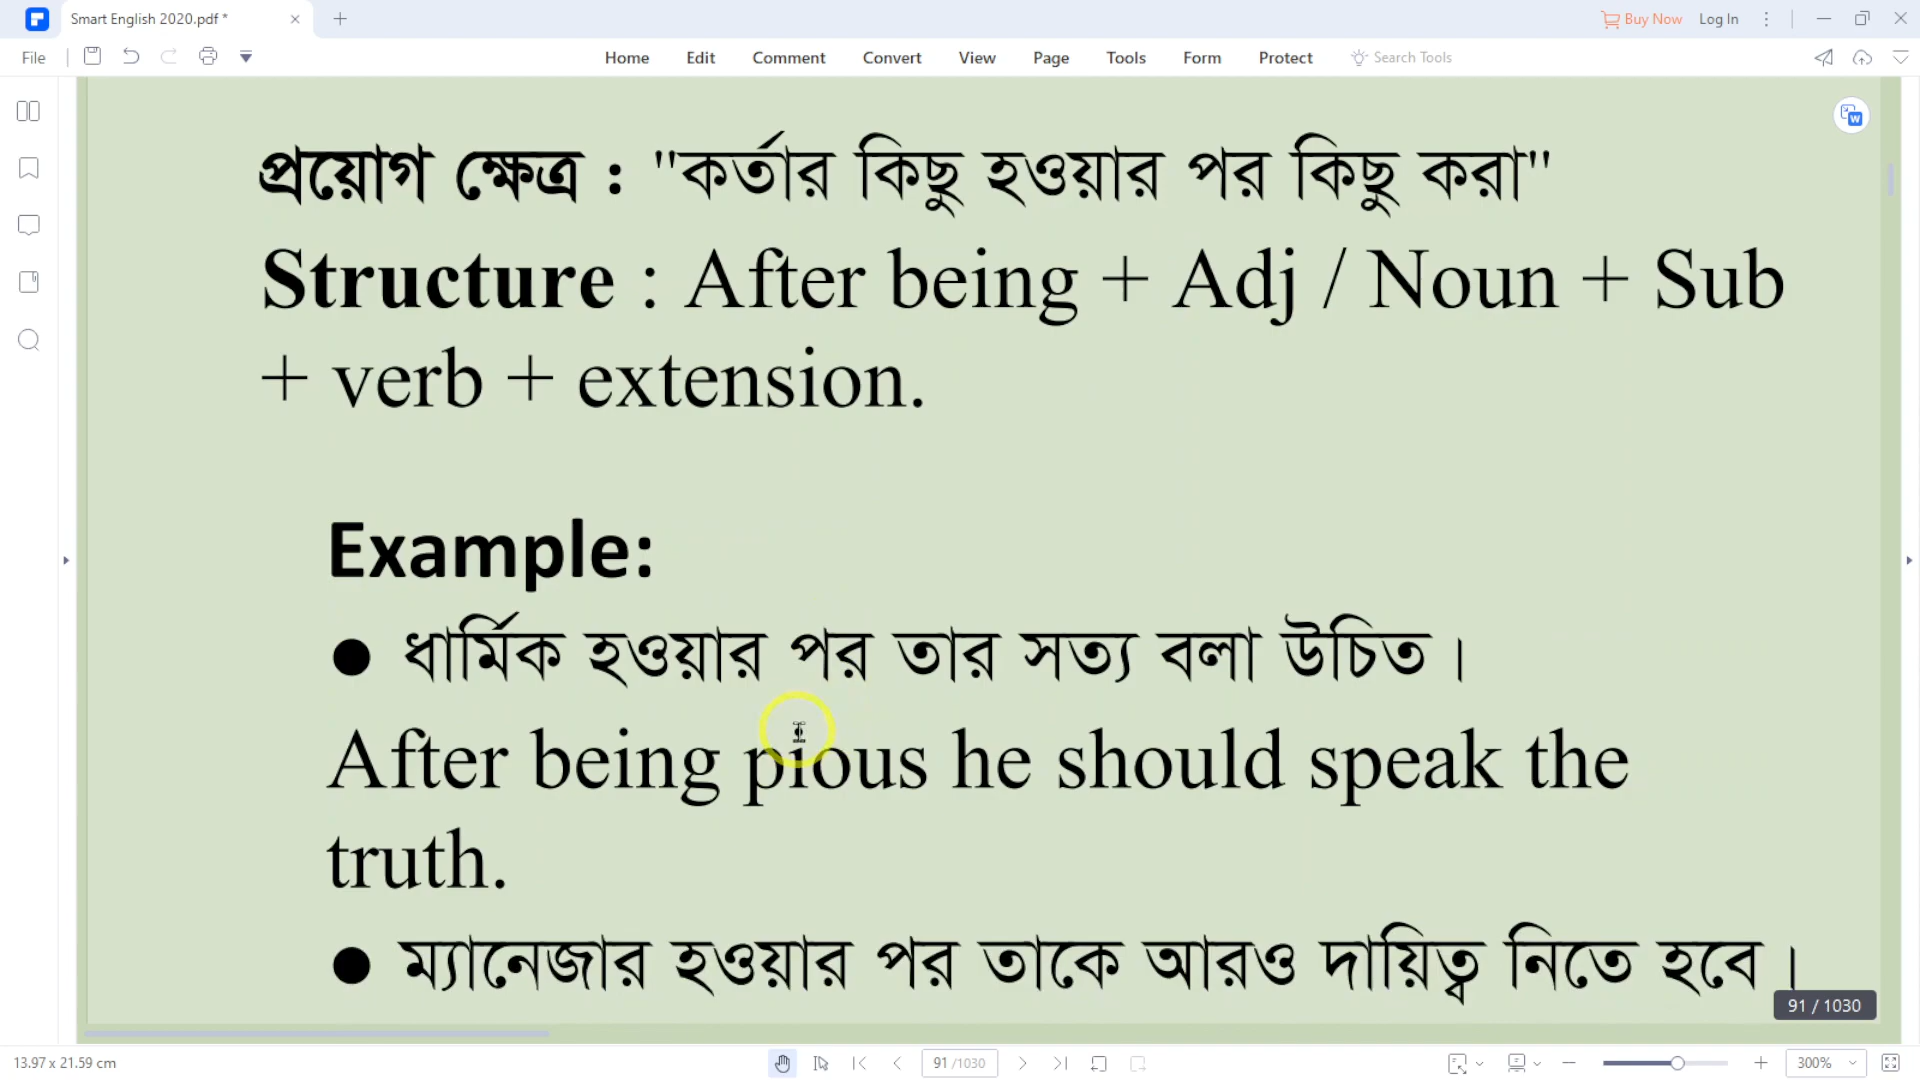 Smart English 2020.pdf *
Buy Now Log In
File Home Edit Comment Convert View Page Tools Form Protect Search Tools
প্রয়োগ ক্ষেত্র : "কর্তার কিছু হওয়ার পর কিছু করা"
Structure : After being + Adj / Noun + Sub
+ verb + extension.
Example:
● ধার্মিক হওয়ার পর তার সত্য বলা উচিত।
After being pious he should speak the
truth.
● ম্যানেজার হওয়ার পর তাকে আরও দায়িত্ব নিতে হবে।
91 / 1030
13.97 x 21.59 cm 91 /1030 300%